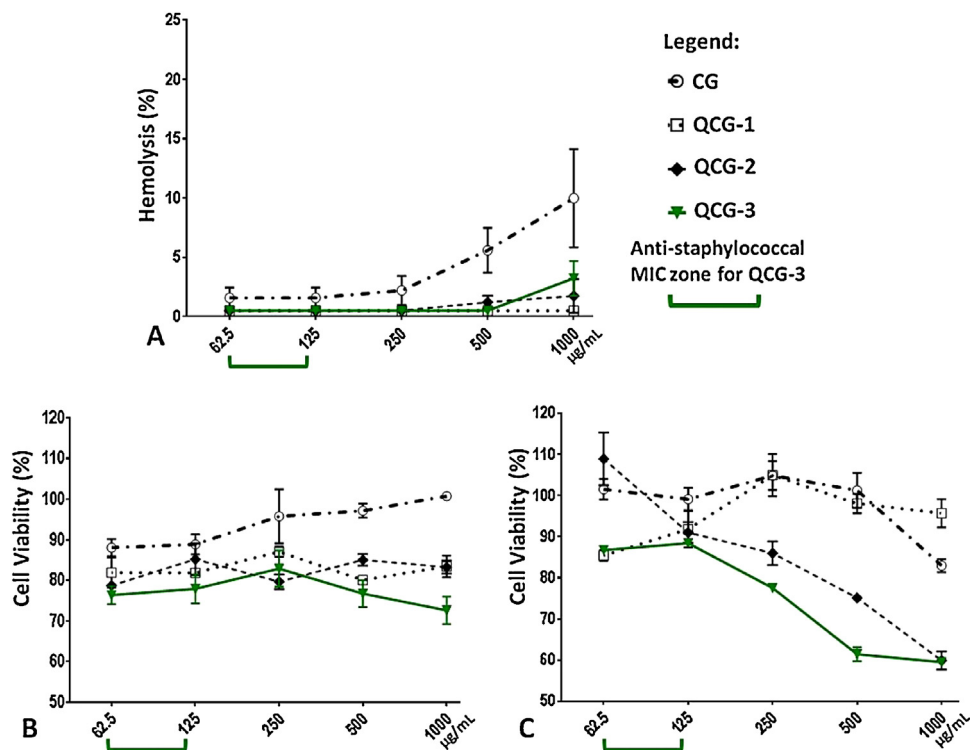 25
20
15
10
5
0
Hemolysis (%)
A
62.5
125
250
500
1000
µg/mL
Legend:
CG
QCG-1
QCG-2
QCG-3
Anti-staphylococcal
MIC zone for QCG-3
120
110
100
90
80
70
60
50
Cell Viability (%)
B
62.5
125
250
500
1000
µg/mL
120
110
100
90
80
70
60
50
Cell Viability (%)
C
62.5
125
250
500
1000
µg/mL